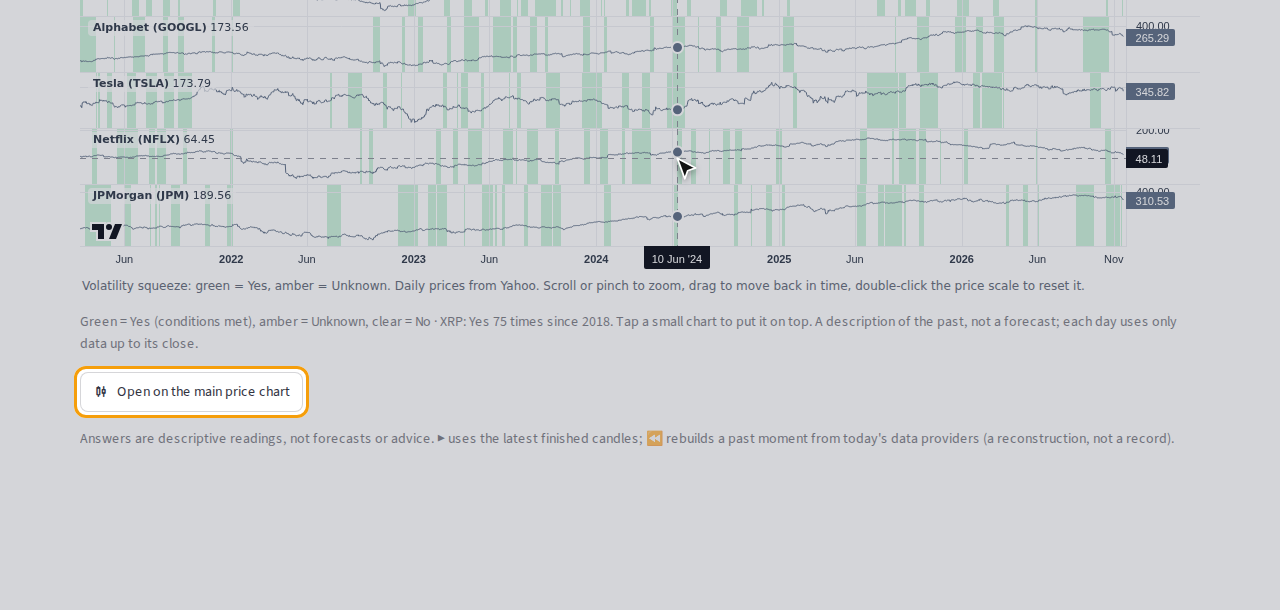 Alphabet (GOOGL) 173.56
400.00
265.29
Tesla (TSLA) 173.79
345.82
Netflix (NFLX) 64.45
200.00
48.11
JPMorgan (JPM) 189.56
400.00
310.53
Jun 2022 Jun 2023 Jun 2024 10 Jun '24 2025 Jun 2026 Jun Nov
Volatility squeeze: green = Yes, amber = Unknown. Daily prices from Yahoo. Scroll or pinch to zoom, drag to move back in time, double-click the price scale to reset it.
Green = Yes (conditions met), amber = Unknown, clear = No · XRP: Yes 75 times since 2018. Tap a small chart to put it on top. A description of the past, not a forecast; each day uses only
data up to its close.
Open on the main price chart
Answers are descriptive readings, not forecasts or advice. ▶ uses the latest finished candles; ⏪ rebuilds a past moment from today's data providers (a reconstruction, not a record).